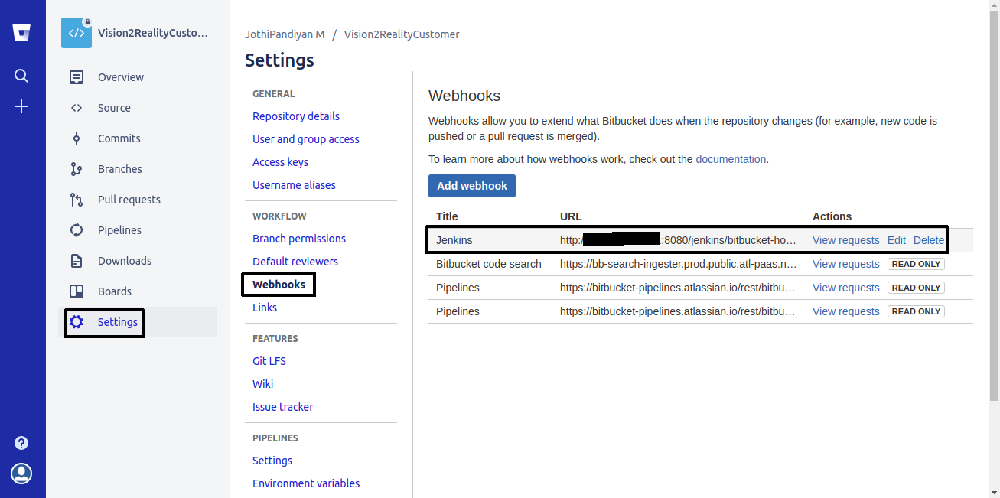 Vision2RealityCusto…
Overview
Source
Commits
Branches
Pull requests
Pipelines
Downloads
Boards
Settings
JothiPandiyan M / Vision2RealityCustomer
Settings
GENERAL
Repository details
User and group access
Access keys
Username aliases
WORKFLOW
Branch permissions
Default reviewers
Webhooks
Links
FEATURES
Git LFS
Wiki
Issue tracker
PIPELINES
Settings
Environment variables
Webhooks
Webhooks allow you to extend what Bitbucket does when the repository changes (for example, new code is
pushed or a pull request is merged).
To learn more about how webhooks work, check out the documentation.
Add webhook
Title URL Actions
Jenkins http:/ :8080/jenkins/bitbucket-ho… View requests Edit Delete
Bitbucket code search https://bb-search-ingester.prod.public.atl-paas.n… View requests READ ONLY
Pipelines https://bitbucket-pipelines.atlassian.io/rest/bitbu… View requests READ ONLY
Pipelines https://bitbucket-pipelines.atlassian.io/rest/bitbu… View requests READ ONLY